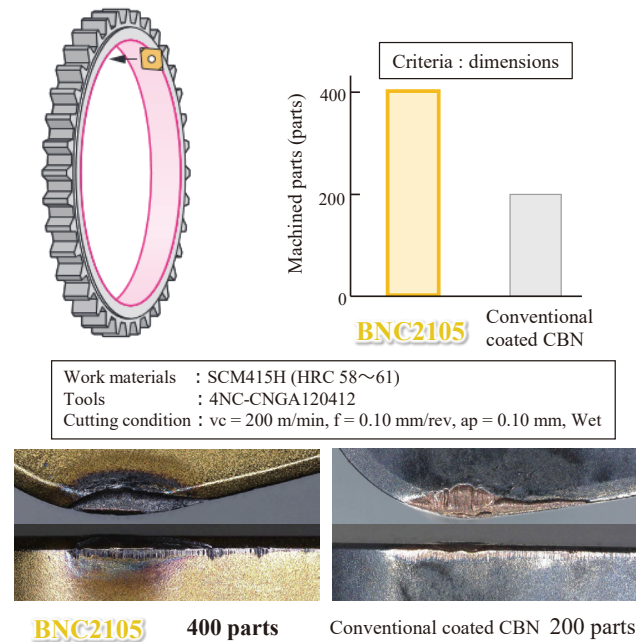 Criteria : dimensions
Machined parts (parts)
400
200
0
BNC2105
Conventional
coated CBN
Work materials : SCM415H (HRC 58～61)
Tools : 4NC-CNGA120412
Cutting condition : vc = 200 m/min, f = 0.10 mm/rev, ap = 0.10 mm, Wet
BNC2105 400 parts
Conventional coated CBN 200 parts